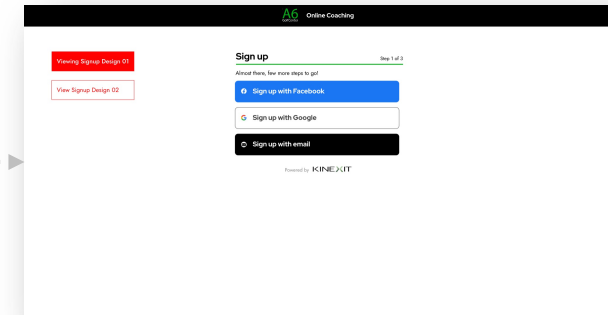 A6
Golf Center
Online Coaching
Viewing Signup Design 01
View Signup Design 02
Sign up
Step 1 of 3
Almost there, few more steps to go!
Sign up with Facebook
Sign up with Google
Sign up with email
Powered by KINEXIT